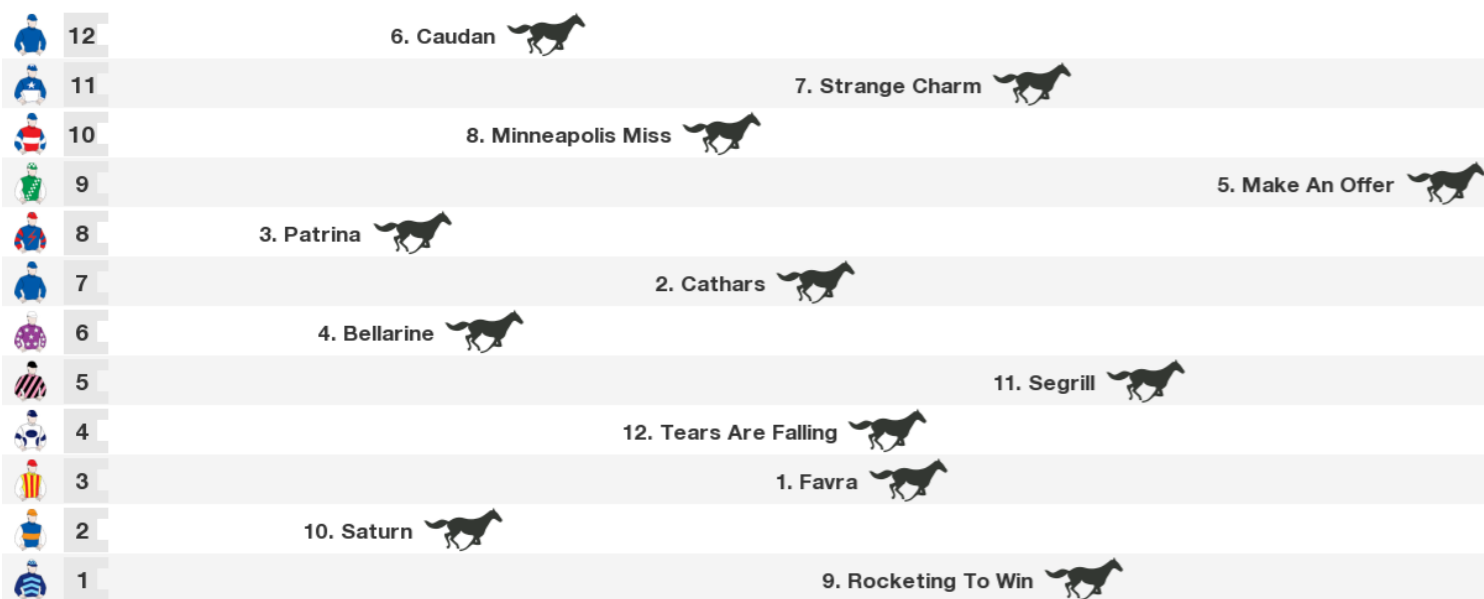 12 6. Caudan
11 7. Strange Charm
10 8. Minneapolis Miss
9 5. Make An Offer
8 3. Patrina
7 2. Cathars
6 4. Bellarine
5 11. Segrill
4 12. Tears Are Falling
3 1. Favra
2 10. Saturn
1 9. Rocketing To Win